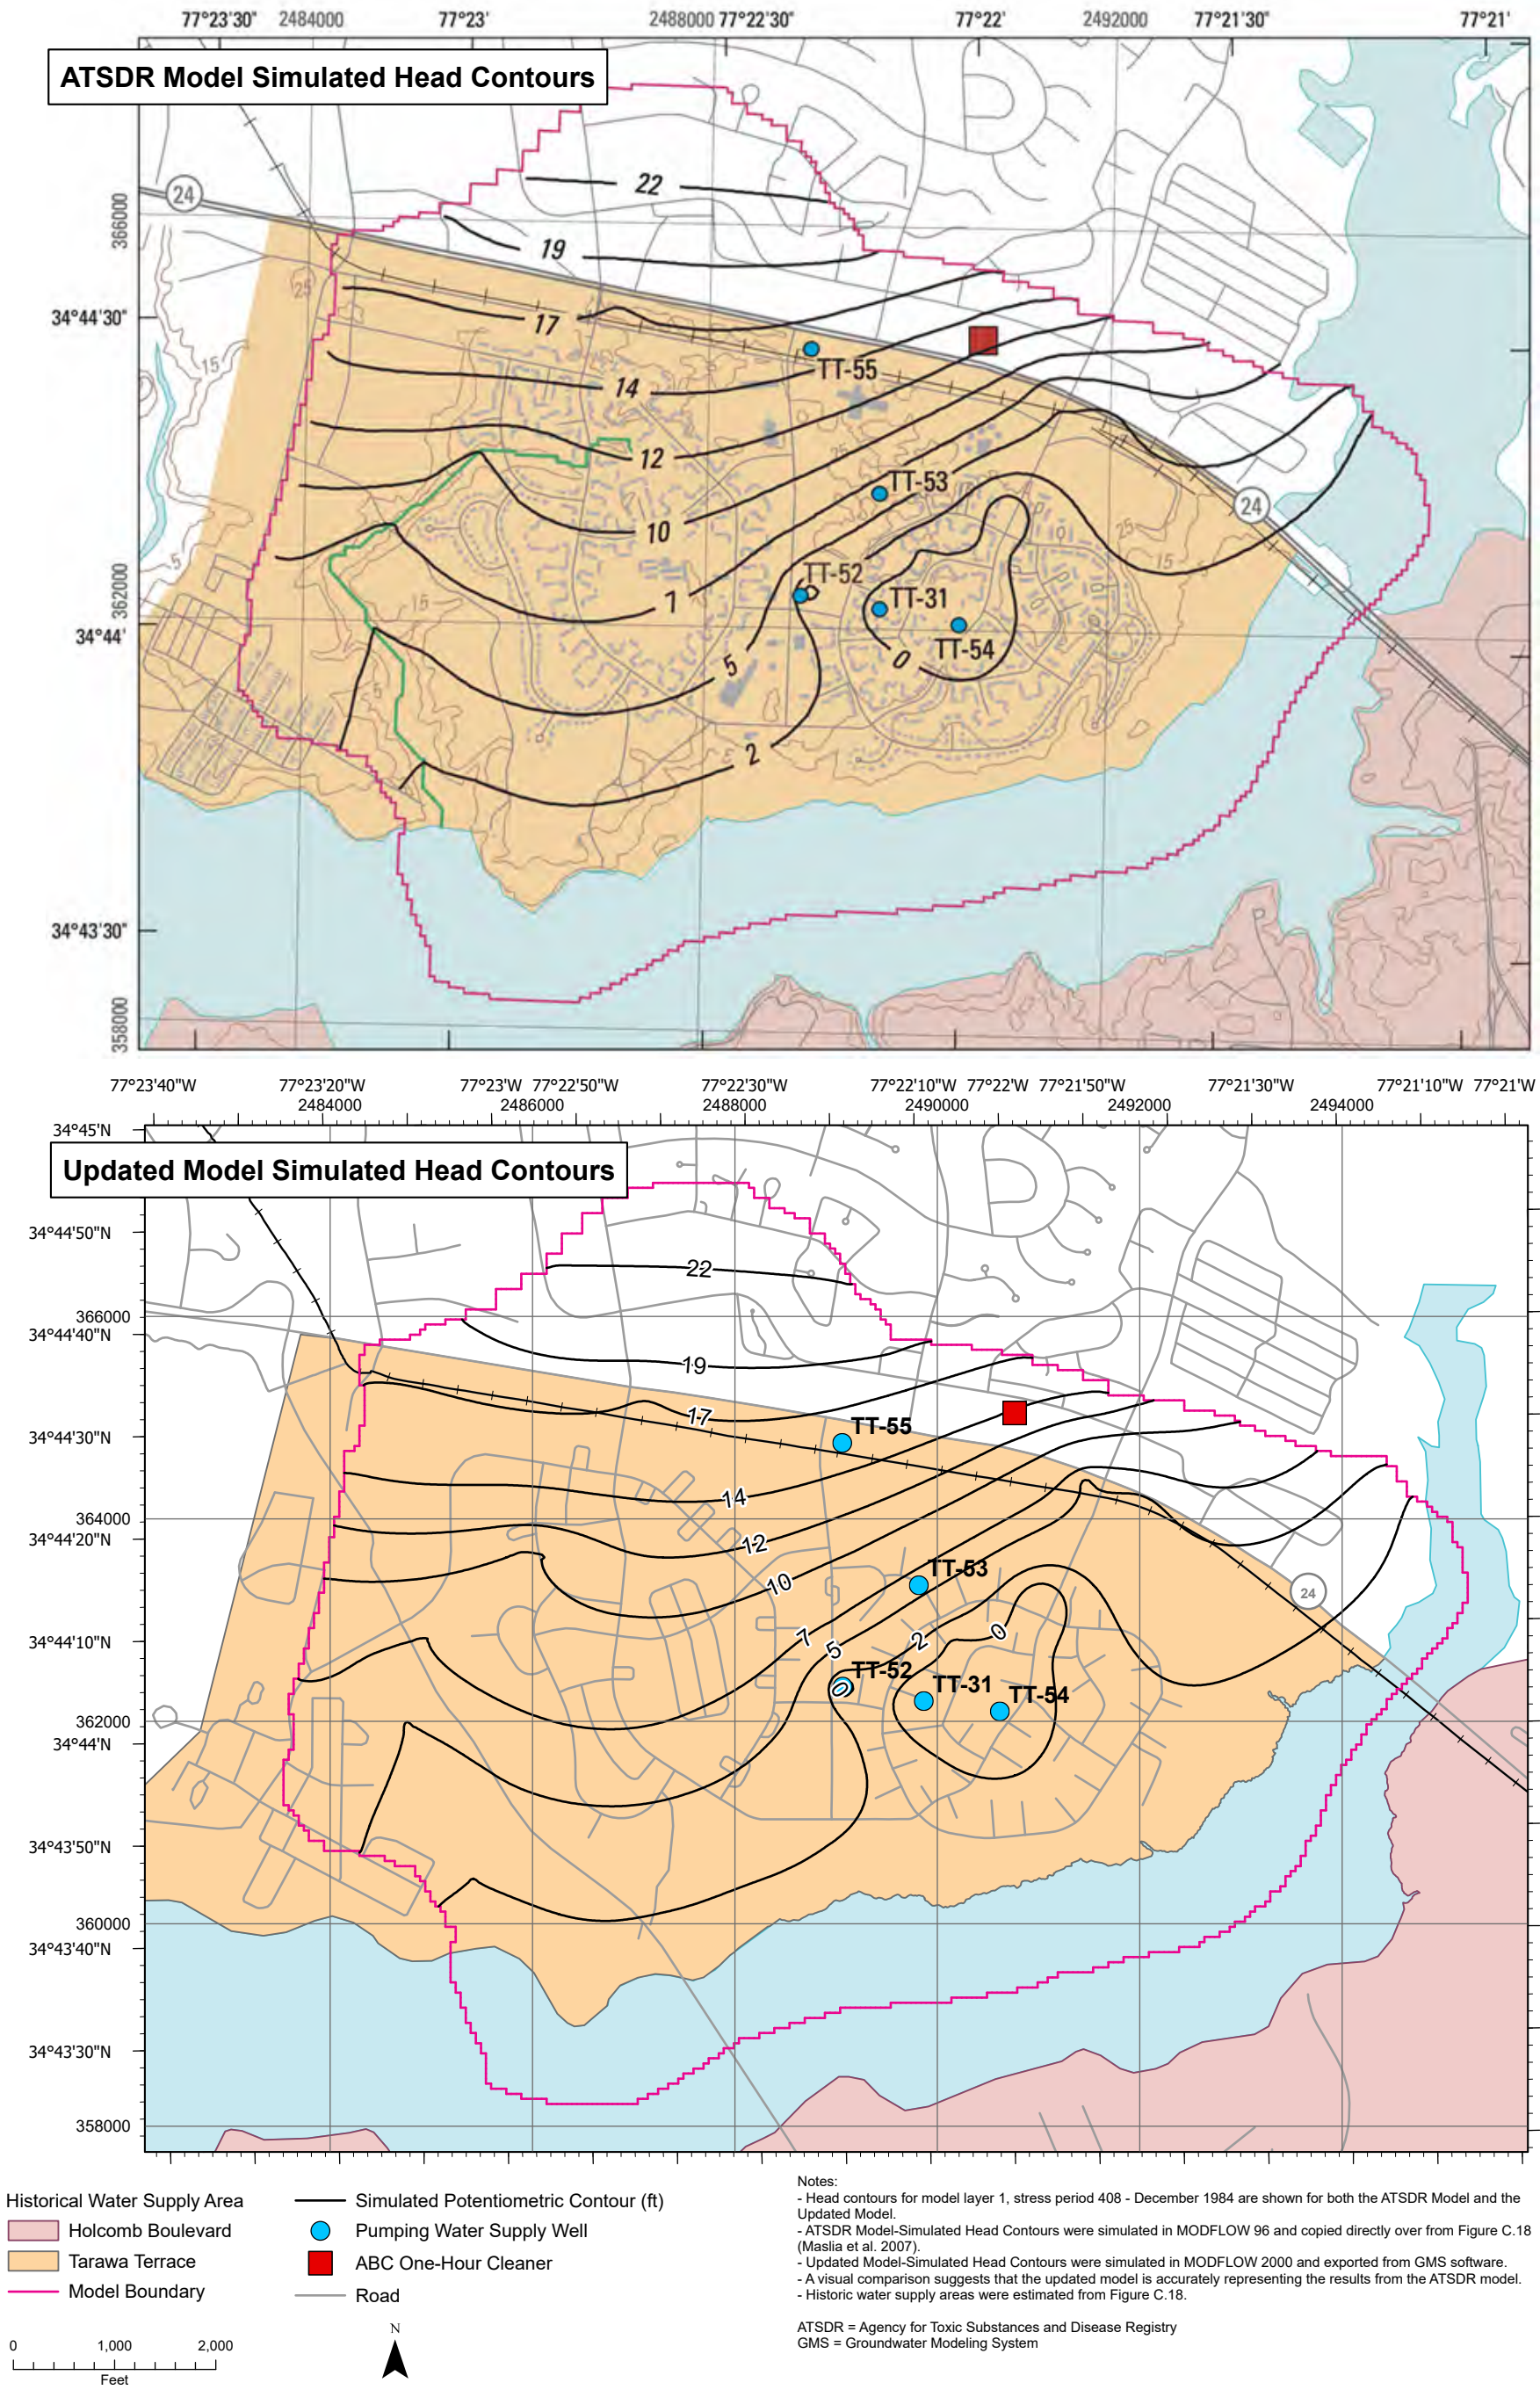 77°23'30" 2484000 77°23' 2488000 77°22'30" 77°22' 2492000 77°21'30" 77°21'
ATSDR Model Simulated Head Contours
24
22
366000
19
25
34°44'30"
17
15
TT-55
14
25
12
TT-53
24
10
25
15
5
TT-52
362000
7
TT-31
15
34°44'
5
0
TT-54
5
2
34°43'30"
358000
77°23'40"W 77°23'20"W 77°23'W 77°22'50"W 77°22'30"W 77°22'10"W 77°22'W 77°21'50"W 77°21'30"W 77°21'10"W 77°21'W
2484000 2486000 2488000 2490000 2492000 2494000
34°45'N
Updated Model Simulated Head Contours
34°44'50"N
22
366000
34°44'40"N
19
17
TT-55
34°44'30"N
14
364000
34°44'20"N
12
TT-53
10
24
34°44'10"N
7
5
2
0
TT-52
0
TT-31
TT-54
362000
34°44'N
34°43'50"N
360000
34°43'40"N
34°43'30"N
358000
Historical Water Supply Area
Holcomb Boulevard
Tarawa Terrace
Model Boundary
Simulated Potentiometric Contour (ft)
Pumping Water Supply Well
ABC One-Hour Cleaner
Road
N
0 1,000 2,000
Feet
Notes:
- Head contours for model layer 1, stress period 408 - December 1984 are shown for both the ATSDR Model and the
Updated Model.
- ATSDR Model-Simulated Head Contours were simulated in MODFLOW 96 and copied directly over from Figure C.18
(Maslia et al. 2007).
- Updated Model-Simulated Head Contours were simulated in MODFLOW 2000 and exported from GMS software.
- A visual comparison suggests that the updated model is accurately representing the results from the ATSDR model.
- Historic water supply areas were estimated from Figure C.18.
ATSDR = Agency for Toxic Substances and Disease Registry
GMS = Groundwater Modeling System